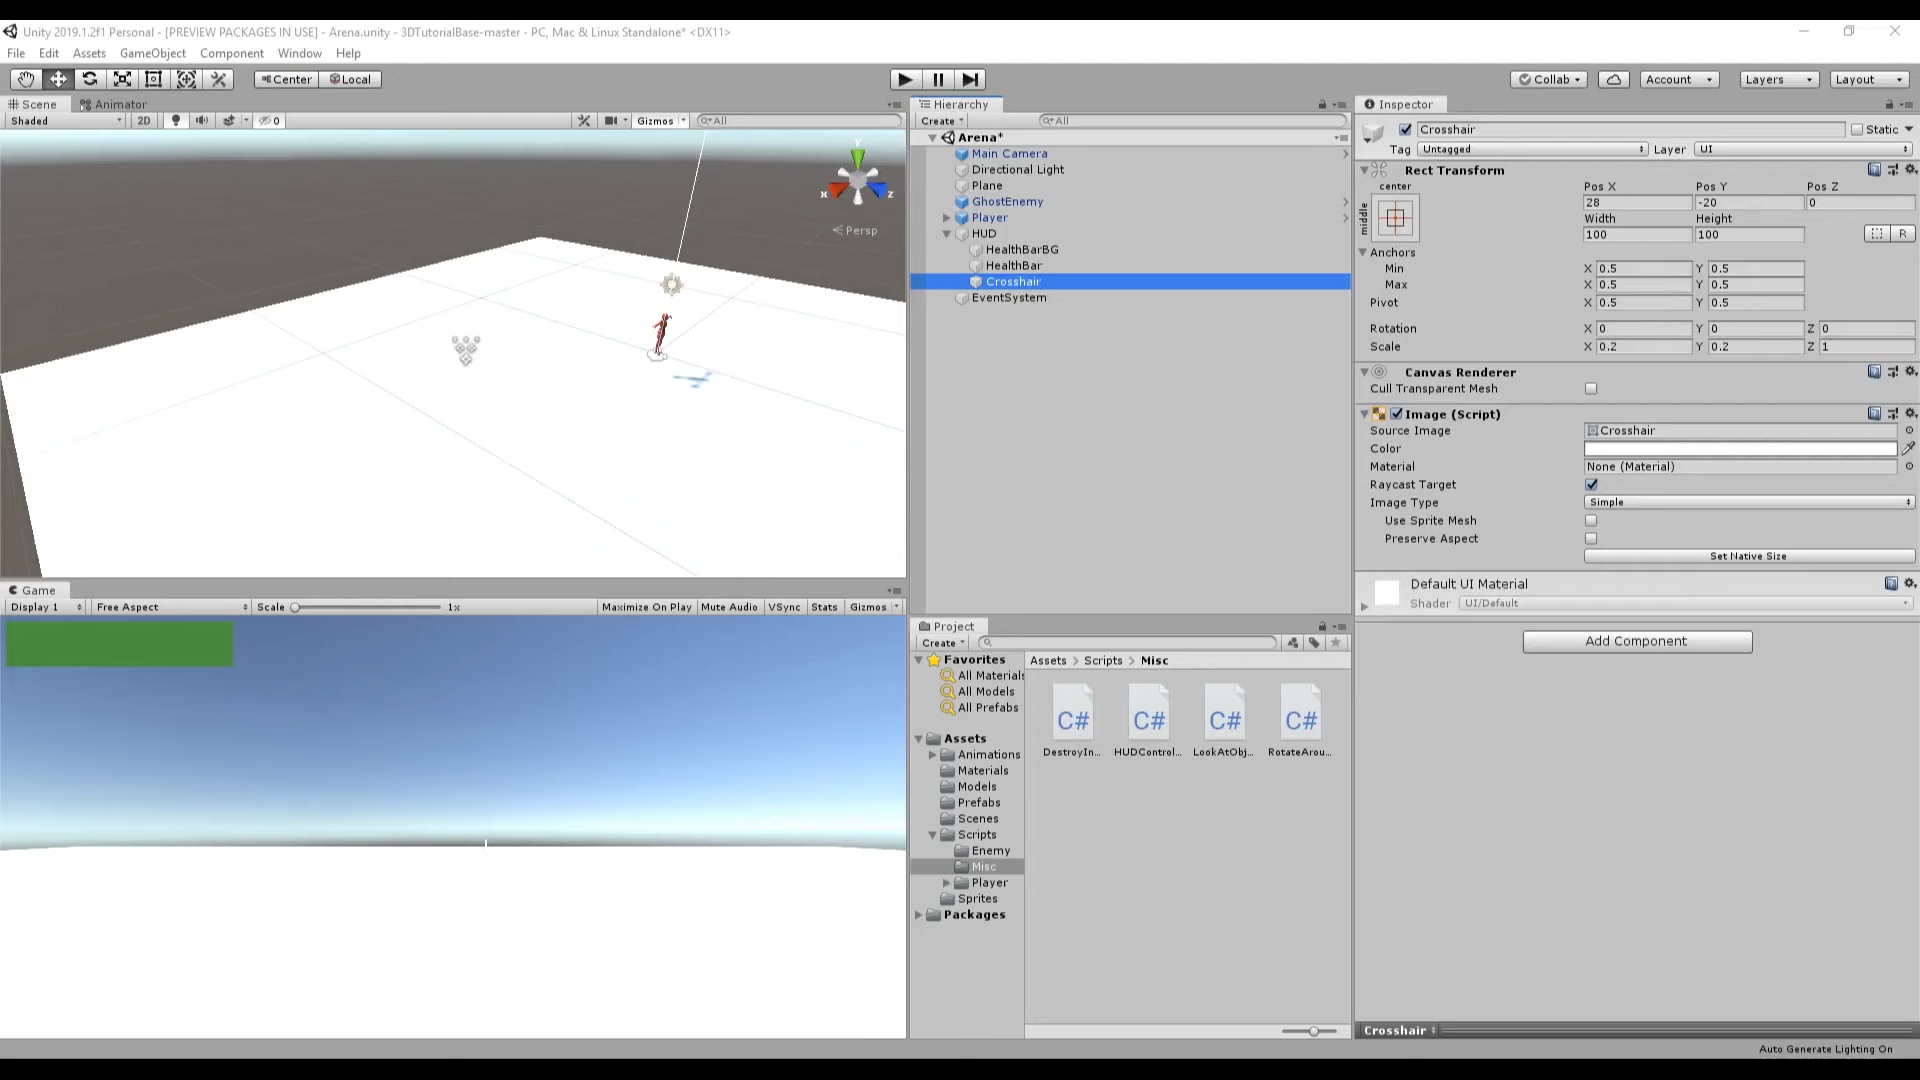 Unity 2019.1.2f1 Personal - [PREVIEW PACKAGES IN USE] - Arena.unity - 3DTutorialBase-master - PC, Mac & Linux Standalone* <DX11>
File Edit Assets GameObject Component Window Help
Center Local
Collab Account Layers Layout
Scene Animator
Shaded 2D 0 Gizmos All
Persp
x z
Game
Display 1 Free Aspect Scale 1x Maximize On Play Mute Audio VSync Stats Gizmos
Hierarchy
Create All
Arena*
Main Camera
Directional Light
Plane
GhostEnemy
Player
HUD
HealthBarBG
HealthBar
Crosshair
EventSystem
Project
Create
Favorites
All Materials
All Models
All Prefabs
Assets
Animations
Materials
Models
Prefabs
Scenes
Scripts
Enemy
Misc
Player
Sprites
Packages
Assets > Scripts > Misc
C# C# C# C#
DestroyIn... HUDControl... LookAtObj... RotateArou...
Inspector
Crosshair Static
Tag Untagged Layer UI
Rect Transform
center
middle
Pos X Pos Y Pos Z
28 -20 0
Width Height
100 100 R
Anchors
Min X 0.5 Y 0.5
Max X 0.5 Y 0.5
Pivot X 0.5 Y 0.5
Rotation X 0 Y 0 Z 0
Scale X 0.2 Y 0.2 Z 1
Canvas Renderer
Cull Transparent Mesh
Image (Script)
Source Image Crosshair
Color
Material None (Material)
Raycast Target
Image Type Simple
Use Sprite Mesh
Preserve Aspect
Set Native Size
Default UI Material
Shader UI/Default
Add Component
Crosshair
Auto Generate Lighting On